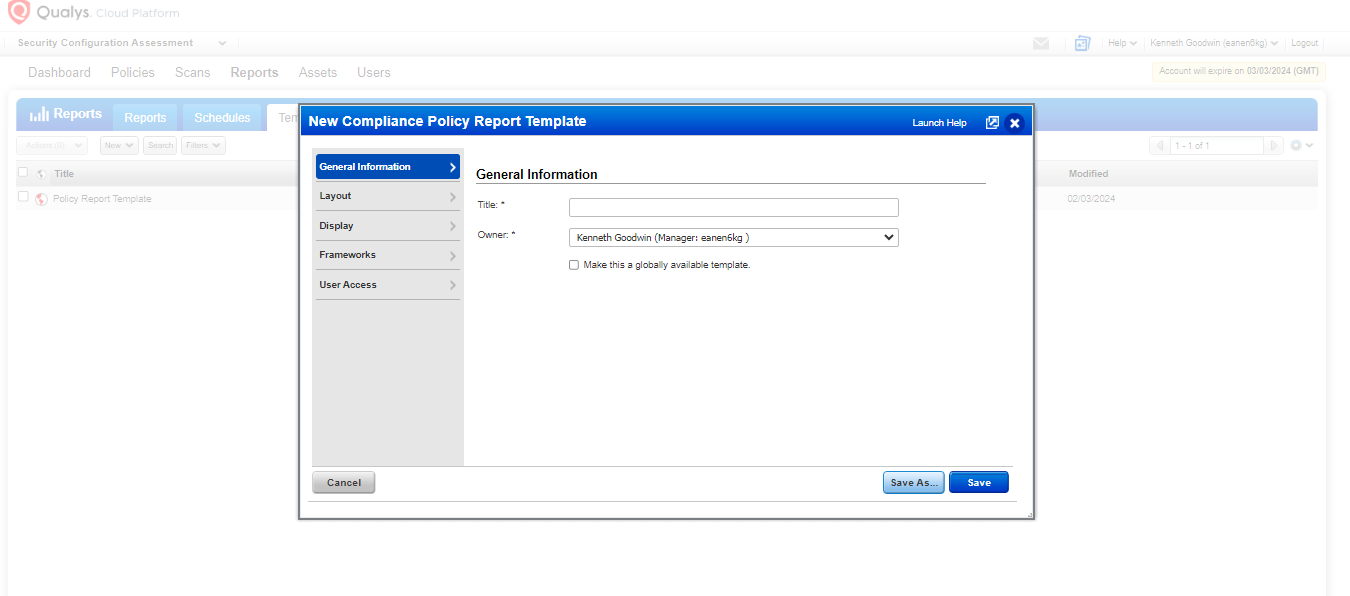 Qualys. Cloud Platform
Security Configuration Assessment
Help Kenneth Goodwin (eanen6kg) Logout
Dashboard Policies Scans Reports Assets Users
Account will expire on 03/03/2024 (GMT)
Reports Reports Schedules Tem
New Compliance Policy Report Template Launch Help
Actions (0) New Search Filters
1 - 1 of 1
Title Modified
Policy Report Template 02/03/2024
General Information
Layout
Display
Frameworks
User Access
General Information
Title: *
Owner: * Kenneth Goodwin (Manager: eanen6kg )
Make this a globally available template.
Cancel Save As... Save